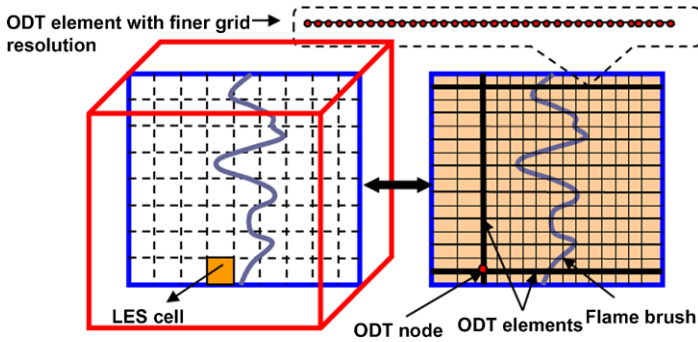 ODT element with finer grid
resolution
LES cell
ODT node
ODT elements
Flame brush